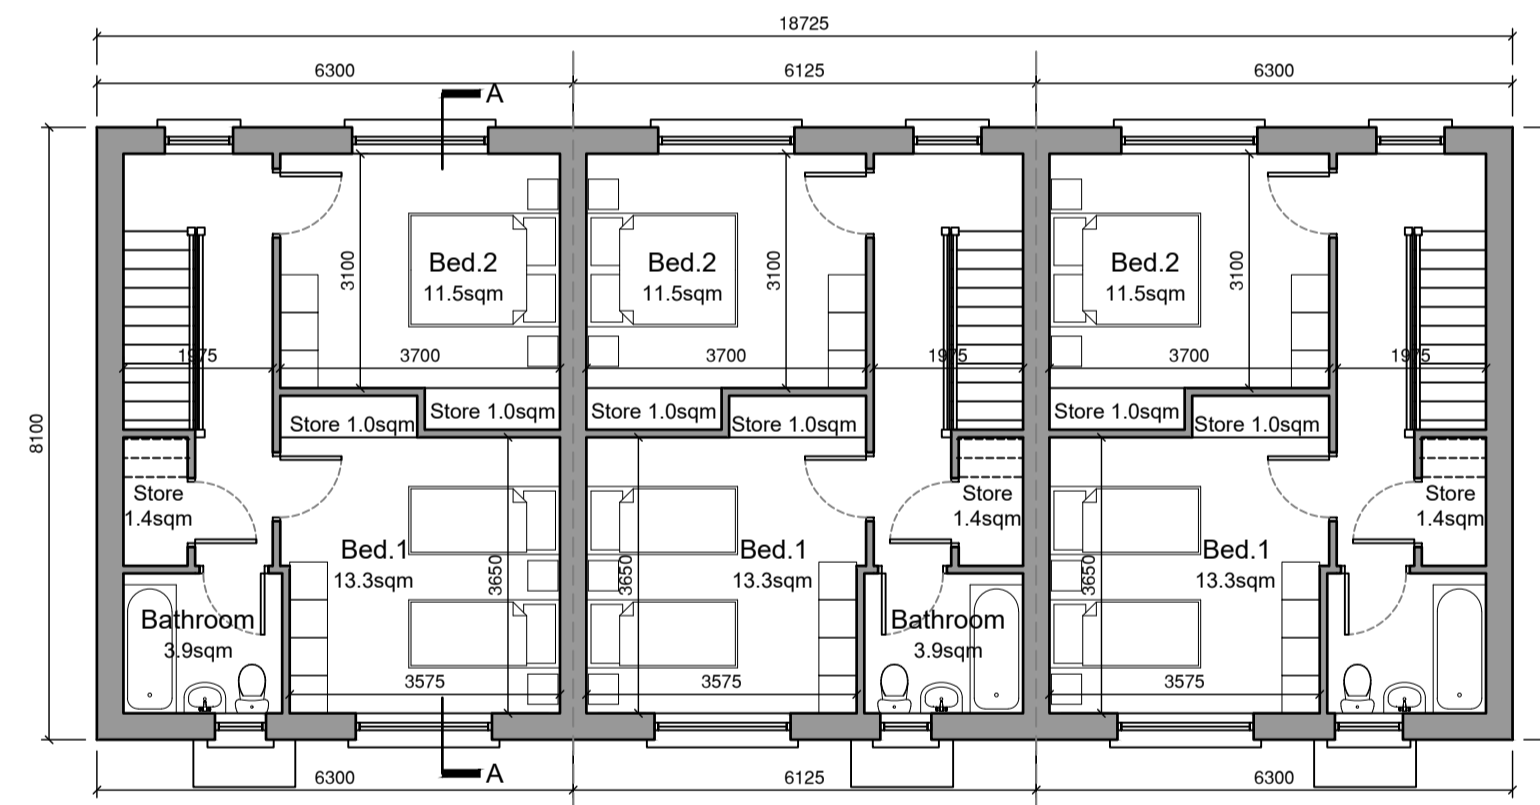 18725
6300
6125
6300
A
Bed.2
11.5sqm
3100
Bed.2
11.5sqm
3100
Bed.2
11.5sqm
3100
1975
3700
3700
1975
3700
1975
8100
Store 1.0sqm
Store 1.0sqm
Store 1.0sqm
Store 1.0sqm
Store 1.0sqm
Store 1.0sqm
Store
1.4sqm
Store
1.4sqm
Store
1.4sqm
Bed.1
13.3sqm
3650
Bed.1
13.3sqm
3650
Bed.1
13.3sqm
3650
Bathroom
3.9sqm
Bathroom
3.9sqm
3575
3575
3575
A
6300
6125
6300